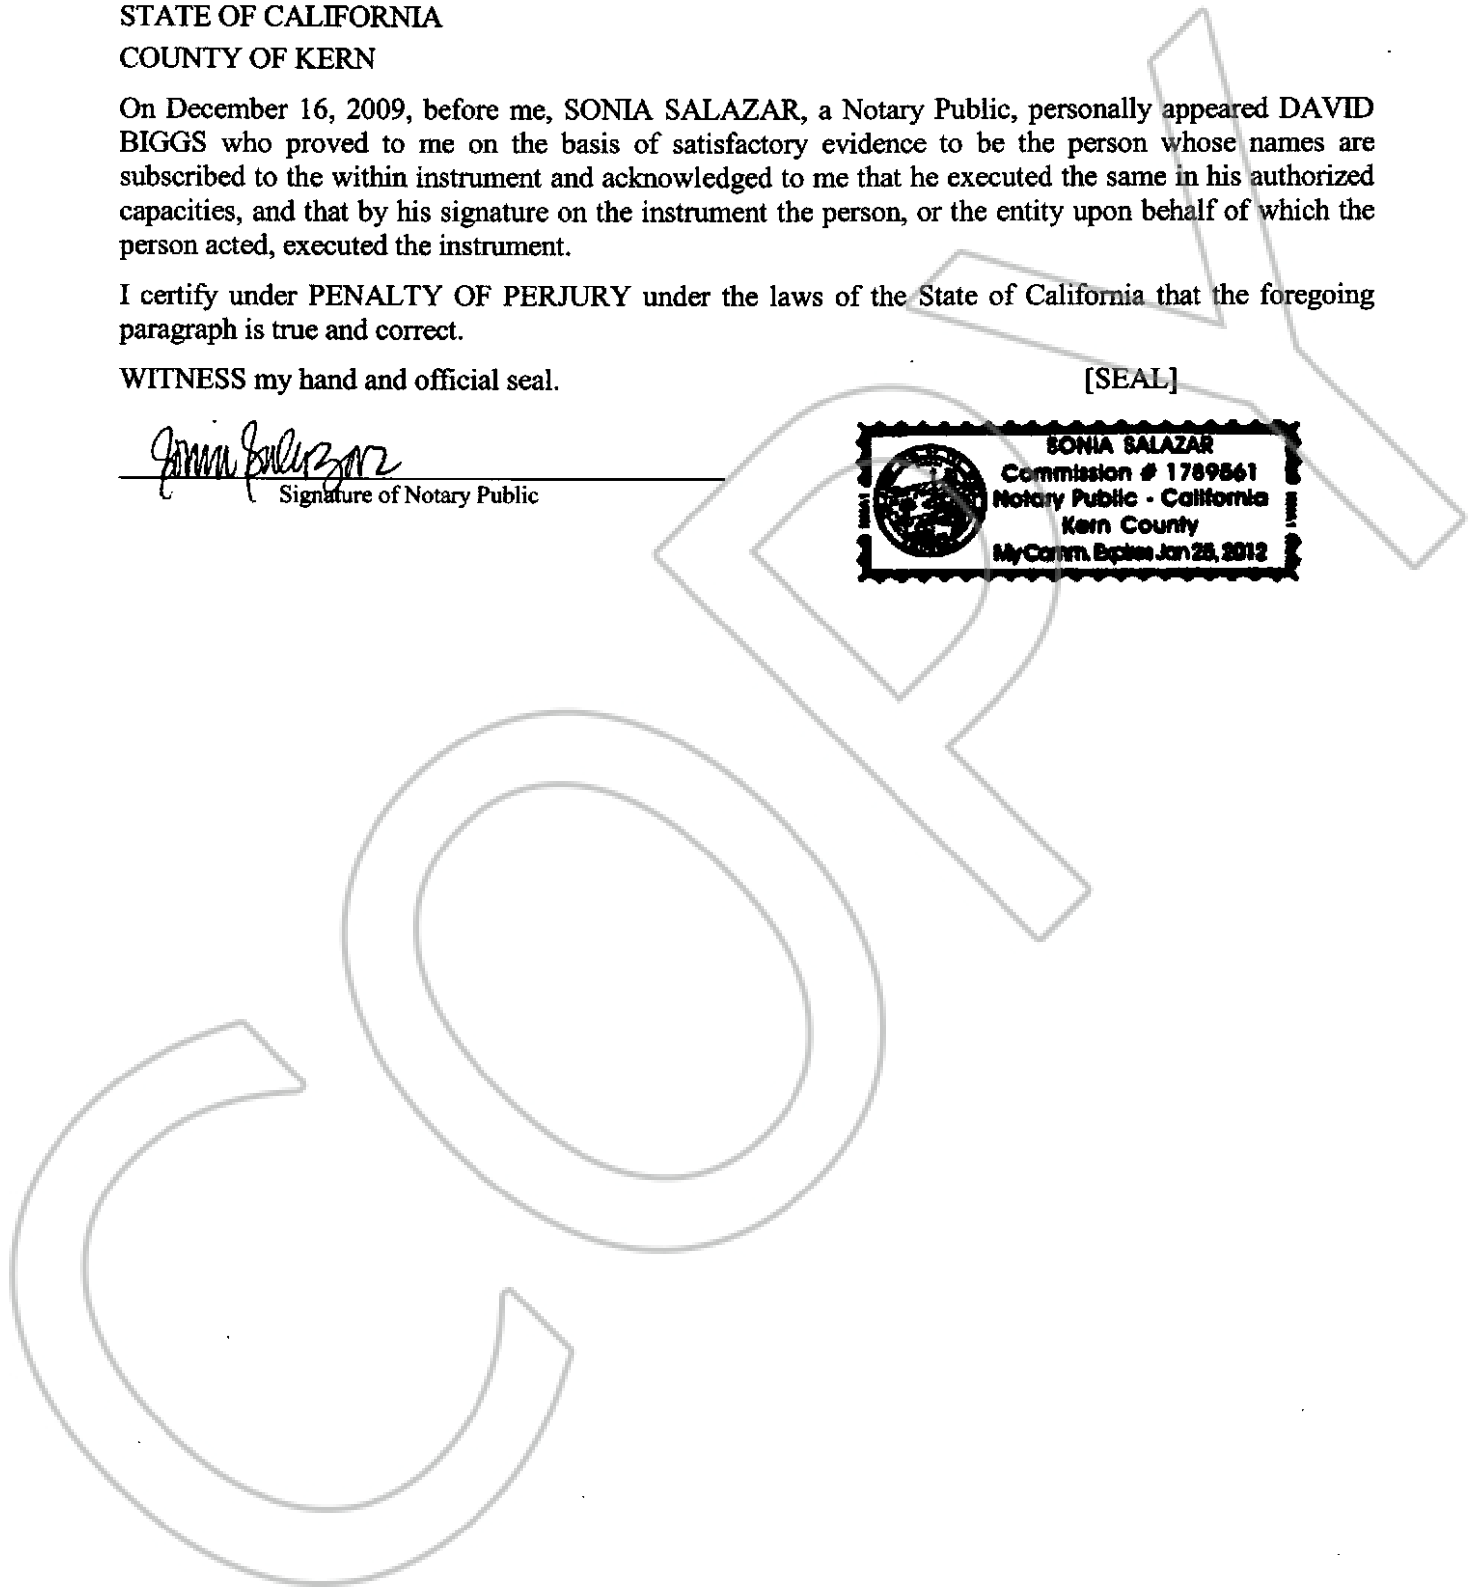 STATE OF CALIFORNIA
COUNTY OF KERN
On December 16, 2009, before me, SONIA SALAZAR, a Notary Public, personally appeared DAVID
BIGGS who proved to me on the basis of satisfactory evidence to be the person whose names are
subscribed to the within instrument and acknowledged to me that he executed the same in his authorized
capacities, and that by his signature on the instrument the person, or the entity upon behalf of which the
person acted, executed the instrument.
I certify under PENALTY OF PERJURY under the laws of the State of California that the foregoing
paragraph is true and correct.
WITNESS my hand and official seal.
[SEAL]
Sonia Salazar
Signature of Notary Public
SONIA SALAZAR
Commission # 1789561
Notary Public - California
Kern County
My Comm. Expires Jan 25, 2012
COPY